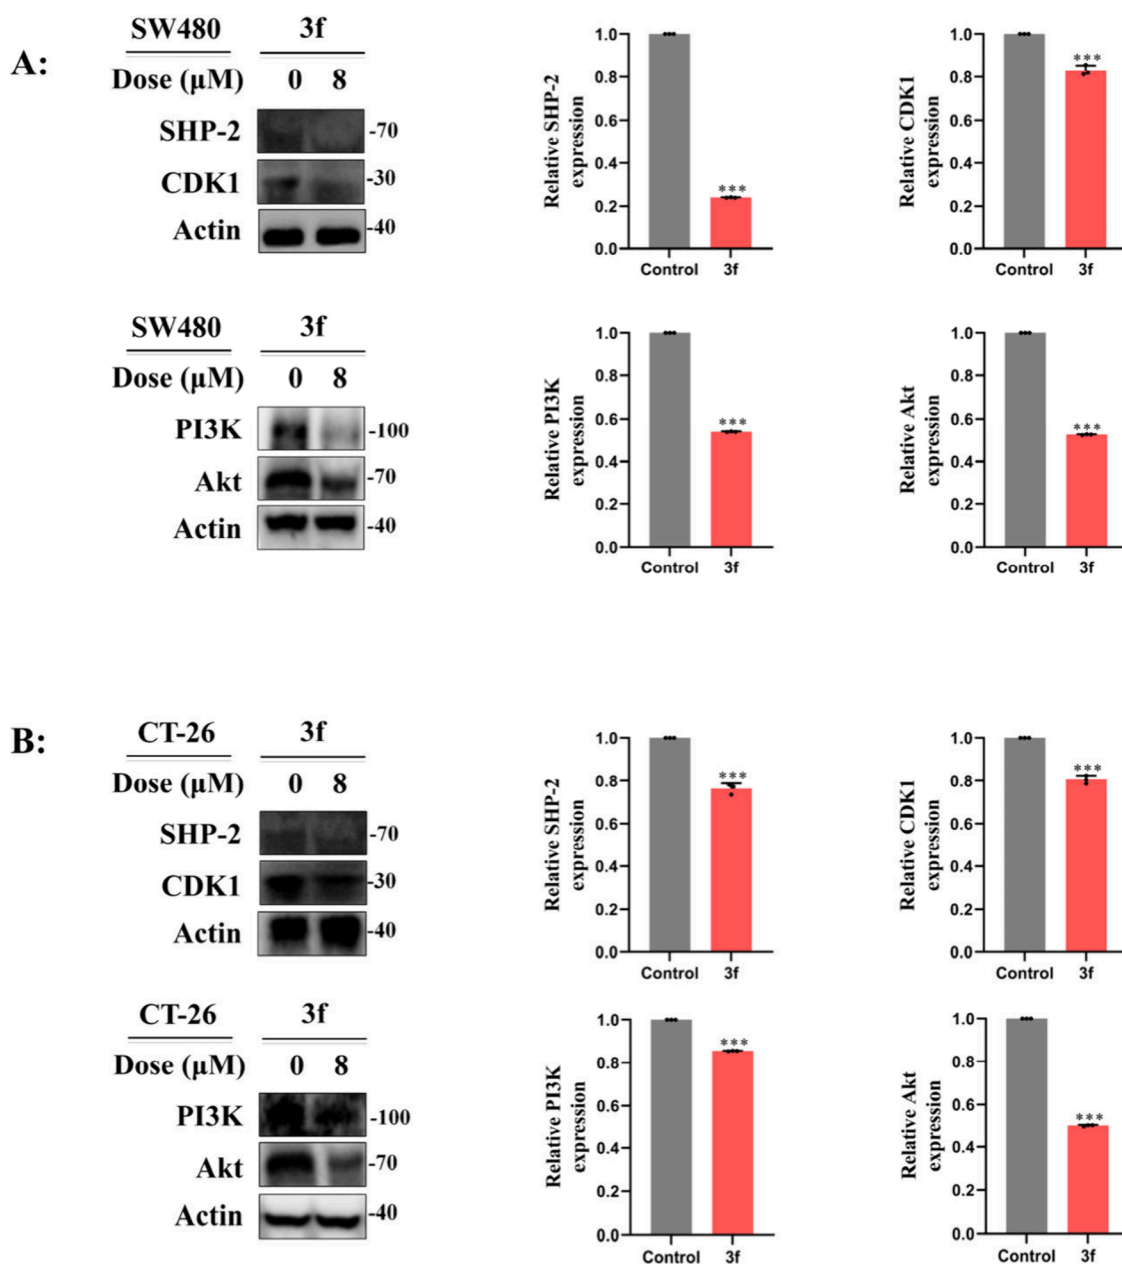 A:
SW480 3f
Dose (μM) 0 8
SHP-2 -70
CDK1 -30
Actin -40
Relative SHP-2
expression
1.0
0.8
0.6
0.4
0.2
0.0
***
Control 3f
Relative CDK1
expression
1.0
0.8
0.6
0.4
0.2
0.0
***
Control 3f
SW480 3f
Dose (μM) 0 8
PI3K -100
Akt -70
Actin -40
Relative PI3K
expression
1.0
0.8
0.6
0.4
0.2
0.0
***
Control 3f
Relative Akt
expression
1.0
0.8
0.6
0.4
0.2
0.0
***
Control 3f
B:
CT-26 3f
Dose (μM) 0 8
SHP-2 -70
CDK1 -30
Actin -40
Relative SHP-2
expression
1.0
0.8
0.6
0.4
0.2
0.0
***
Control 3f
Relative CDK1
expression
1.0
0.8
0.6
0.4
0.2
0.0
***
Control 3f
CT-26 3f
Dose (μM) 0 8
PI3K -100
Akt -70
Actin -40
Relative PI3K
expression
1.0
0.8
0.6
0.4
0.2
0.0
***
Control 3f
Relative Akt
expression
1.0
0.8
0.6
0.4
0.2
0.0
***
Control 3f